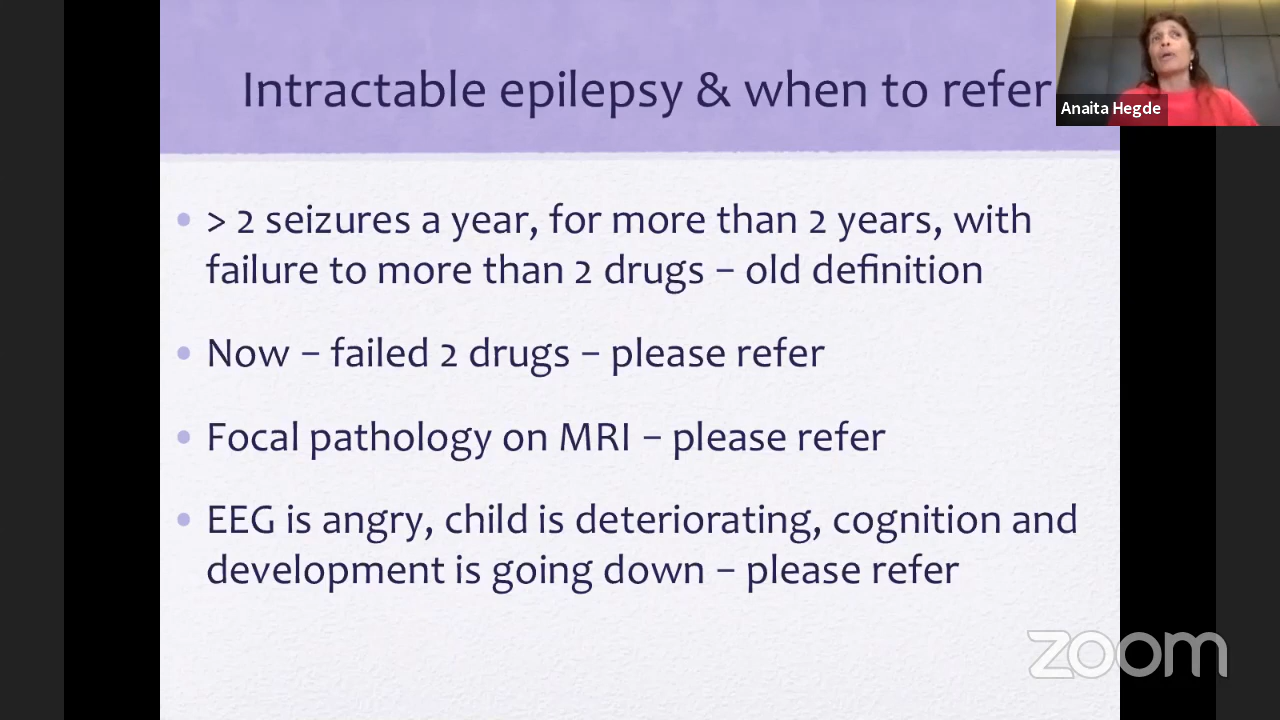 Intractable epilepsy & when to refer
Anaita Hegde
• > 2 seizures a year, for more than 2 years, with
failure to more than 2 drugs – old definition
• Now – failed 2 drugs – please refer
• Focal pathology on MRI – please refer
• EEG is angry, child is deteriorating, cognition and
development is going down – please refer
zoom